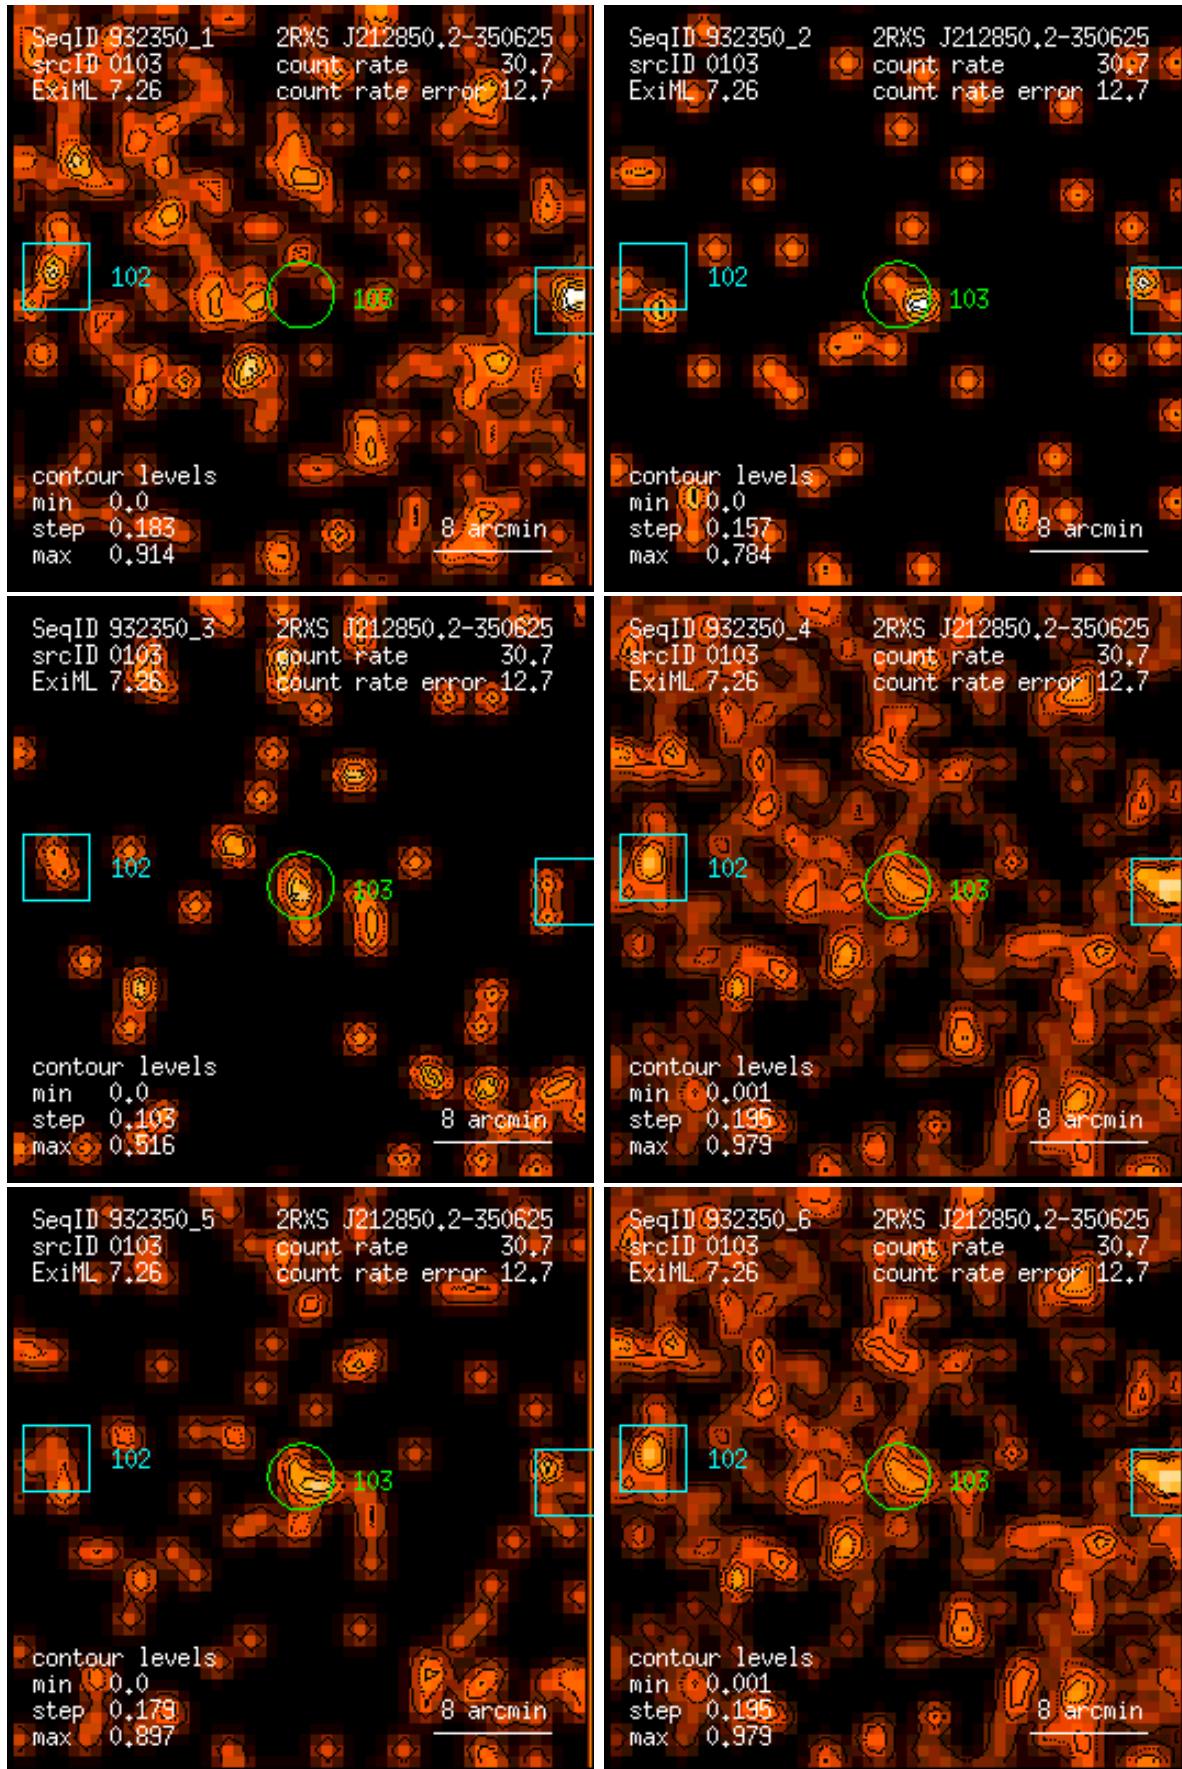 SeqID 932350_1 2RXS J212850.2-350625
srcID 0103 count rate 30.7
ExiML 7.26 count rate error 12.7
102
103
contour levels
min 0.0
step 0.183
max 0.914
8 arcmin
SeqID 932350_2 2RXS J212850.2-350625
srcID 0103 count rate 30.7
ExiML 7.26 count rate error 12.7
102
103
contour levels
min 0.0
step 0.157
max 0.784
8 arcmin
SeqID 932350_3 2RXS J212850.2-350625
srcID 0103 count rate 30.7
ExiML 7.26 count rate error 12.7
102
103
contour levels
min 0.0
step 0.103
max 0.516
8 arcmin
SeqID 932350_4 2RXS J212850.2-350625
srcID 0103 count rate 30.7
ExiML 7.26 count rate error 12.7
102
103
contour levels
min 0.001
step 0.195
max 0.979
8 arcmin
SeqID 932350_5 2RXS J212850.2-350625
srcID 0103 count rate 30.7
ExiML 7.26 count rate error 12.7
102
103
contour levels
min 0.0
step 0.179
max 0.897
8 arcmin
SeqID 932350_6 2RXS J212850.2-350625
srcID 0103 count rate 30.7
ExiML 7.26 count rate error 12.7
102
103
contour levels
min 0.001
step 0.195
max 0.979
8 arcmin